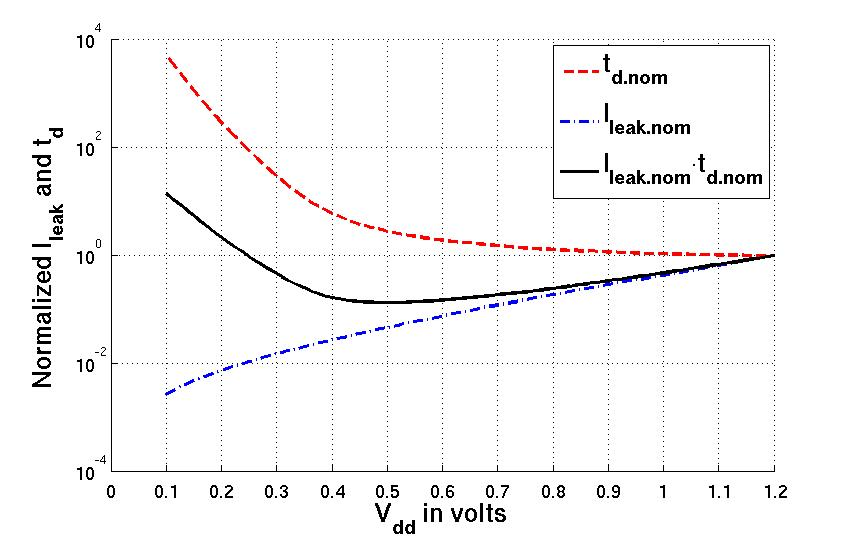 10^4
10^2
10^0
10^-2
10^-4
Normalized I_leak and t_d
t_d.nom
I_leak.nom
I_leak.nom·t_d.nom
0 0.1 0.2 0.3 0.4 0.5 0.6 0.7 0.8 0.9 1 1.1 1.2
V_dd in volts